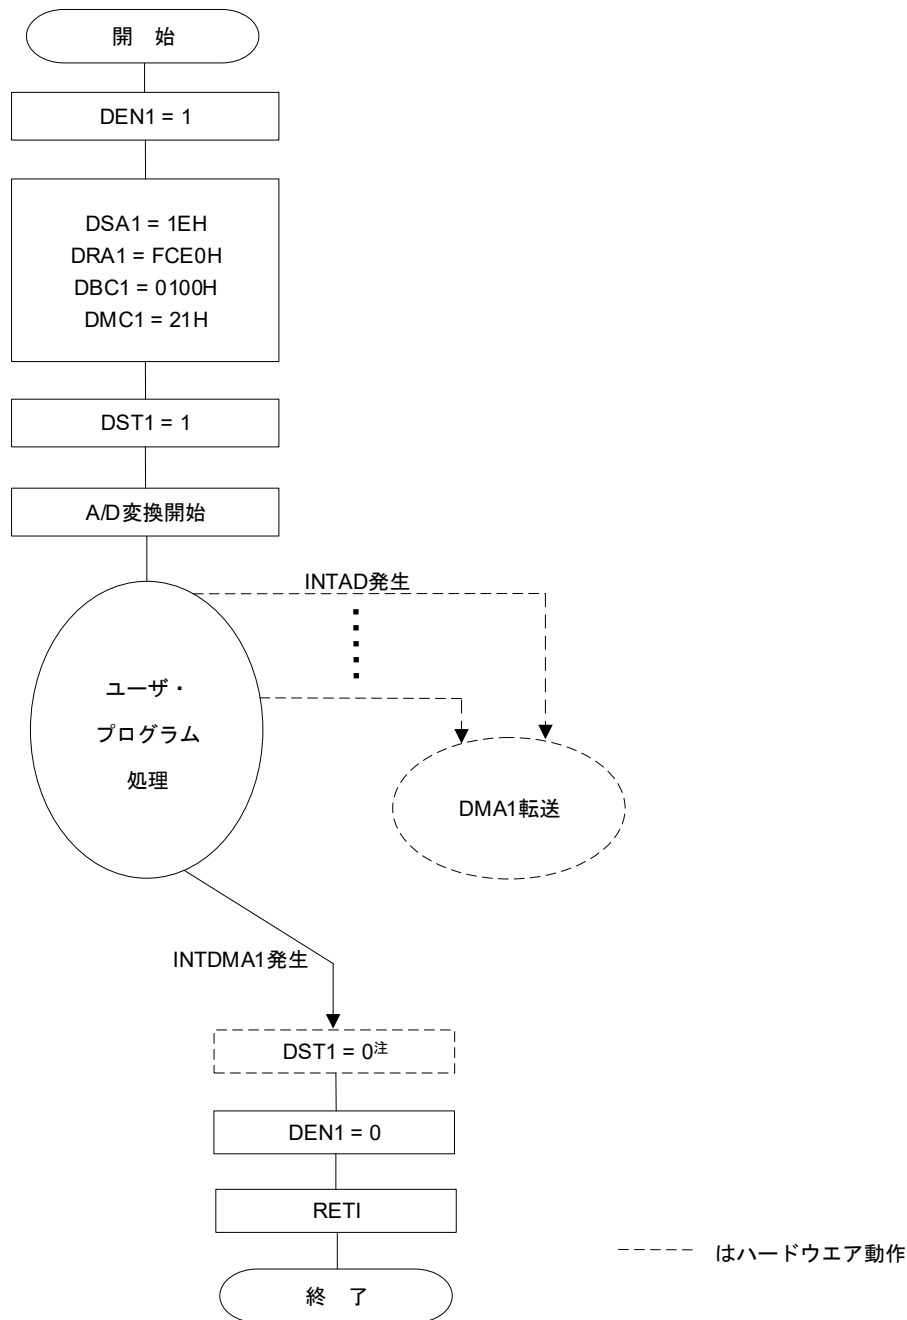 開 始
DEN1 = 1
DSA1 = 1EH
DRA1 = FCE0H
DBC1 = 0100H
DMC1 = 21H
DST1 = 1
A/D変換開始
INTAD発生
ユーザ・
プログラム
処理
DMA1転送
INTDMA1発生
DST1 = 0注
DEN1 = 0
RETI
はハードウエア動作
終 了